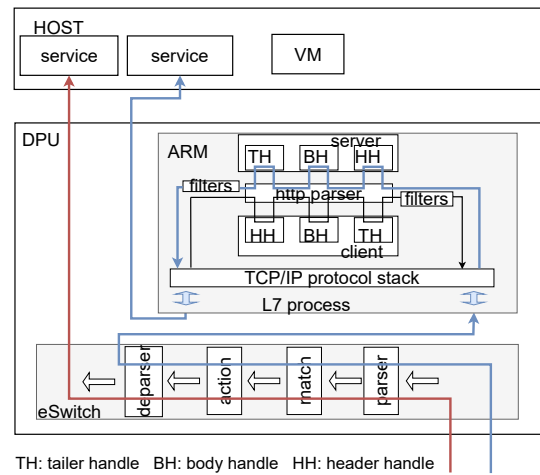 HOST
service service VM
DPU
ARM
server
TH BH HH
filters
http parser
filters
HH BH TH
client
TCP/IP protocol stack
L7 process
deparser action match parser
eSwitch
TH: tailer handle BH: body handle HH: header handle